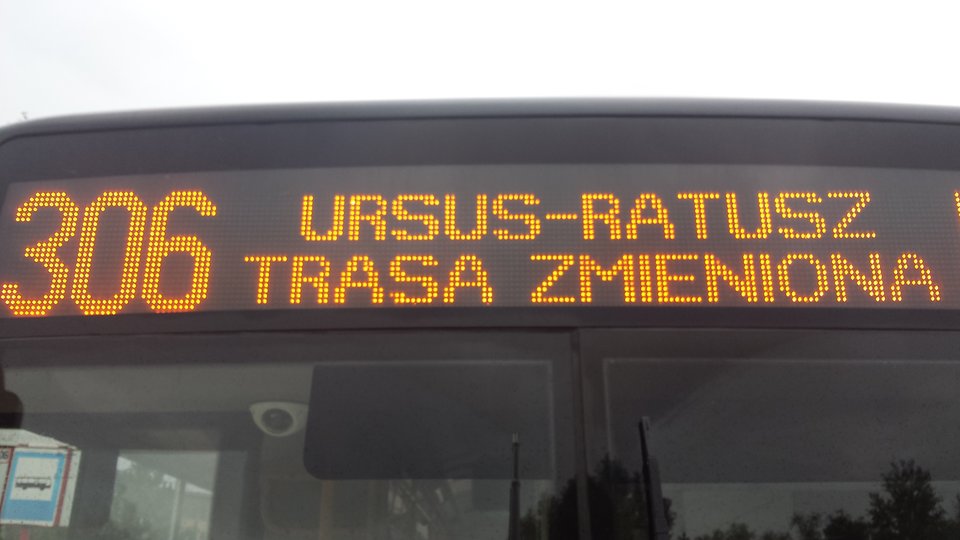 306
URSUS-RATUSZ
TRASA ZMIENIONA